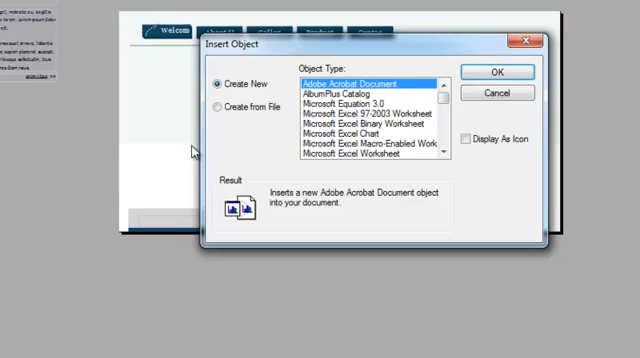 Welcom
Insert Object
Create New
Create from File
Object Type:
Adobe Acrobat Document
AlbumPlus Catalog
Microsoft Equation 3.0
Microsoft Excel 97-2003 Worksheet
Microsoft Excel Binary Worksheet
Microsoft Excel Chart
Microsoft Excel Macro-Enabled Work
Microsoft Excel Worksheet
OK
Cancel
Display As Icon
Result
Inserts a new Adobe Acrobat Document object
into your document.